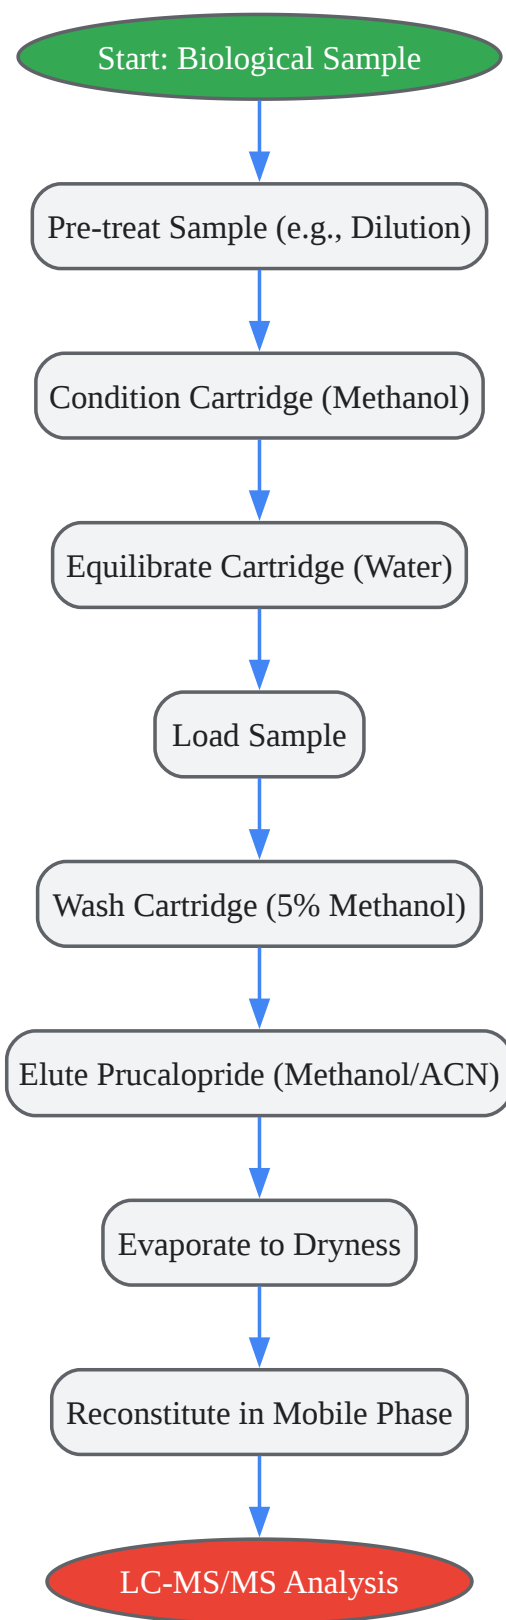 Start: Biological Sample
Pre-treat Sample (e.g., Dilution)
Condition Cartridge (Methanol)
Equilibrate Cartridge (Water)
Load Sample
Wash Cartridge (5% Methanol)
Elute Prucalopride (Methanol/ACN)
Evaporate to Dryness
Reconstitute in Mobile Phase
LC-MS/MS Analysis